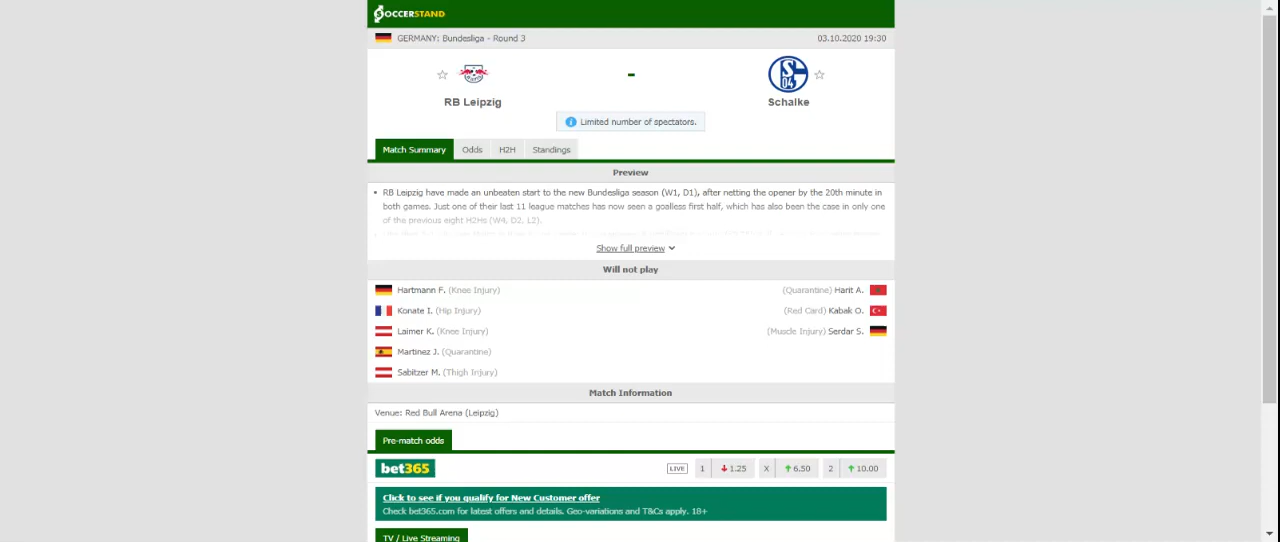 SOCCERSTAND
GERMANY: Bundesliga - Round 3 03.10.2020 19:30
-
RB Leipzig Schalke
Limited number of spectators.
Match Summary Odds H2H Standings
Preview
RB Leipzig have made an unbeaten start to the new Bundesliga season (W1, D1), after netting the opener by the 20th minute in
both games. Just one of their last 11 league matches has now seen a goalless first half, which has also been the case in only one
of the previous eight H2Hs (W4, D2, L2).
Show full preview
Will not play
Hartmann F. (Knee Injury) (Quarantine) Harit A.
Konate I. (Hip Injury) (Red Card) Kabak O.
Laimer K. (Knee Injury) (Muscle Injury) Serdar S.
Martinez J. (Quarantine)
Sabitzer M. (Thigh Injury)
Match Information
Venue: Red Bull Arena (Leipzig)
Pre-match odds
bet365 LIVE 1 1.25 X 6.50 2 10.00
Click to see if you qualify for New Customer offer
Check bet365.com for latest offers and details. Geo-variations and T&Cs apply. 18+
TV / Live Streaming